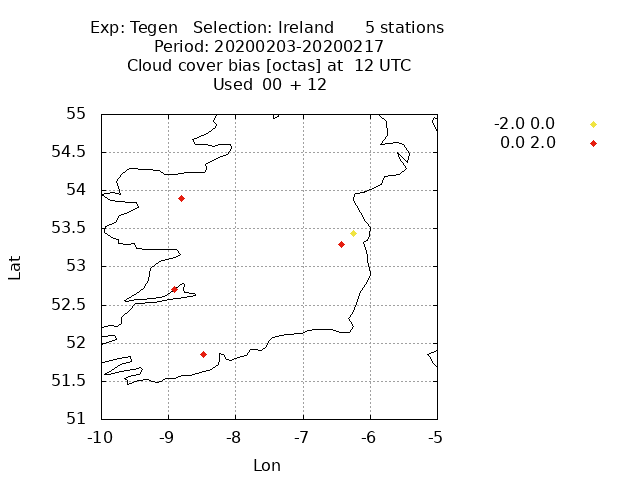 Exp: Tegen Selection: Ireland 5 stations
Period: 20200203-20200217
Cloud cover bias [octas] at 12 UTC
Used 00 + 12
-2.0 0.0
0.0 2.0
55
54.5
54
53.5
53
52.5
52
51.5
51
Lat
-10 -9 -8 -7 -6 -5
Lon